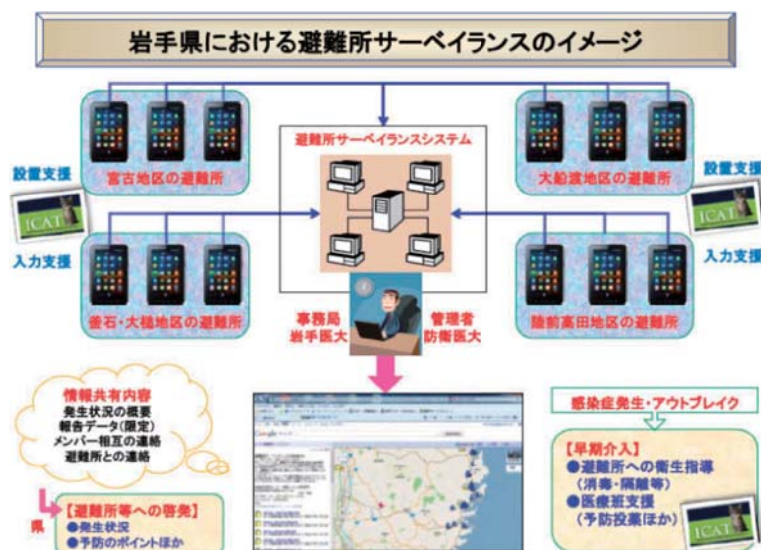 岩手県における避難所サーベイランスのイメージ
避難所サーベイランスシステム
宮古地区の避難所
大船渡地区の避難所
設置支援
設置支援
ICAT
ICAT
入力支援
入力支援
釜石・大槌地区の避難所
陸前高田地区の避難所
事務局
岩手医大
管理者
防衛医大
情報共有内容
発生状況の概要
報告データ(限定)
メンバー相互の連絡
避難所との連絡
県
【避難所等への啓発】
●発生状況
●予防のポイントほか
Google
感染症発生・アウトブレイク
【早期介入】
●避難所への衛生指導
(消毒・隔離等)
●医療班支援
(予防投薬ほか)
ICAT